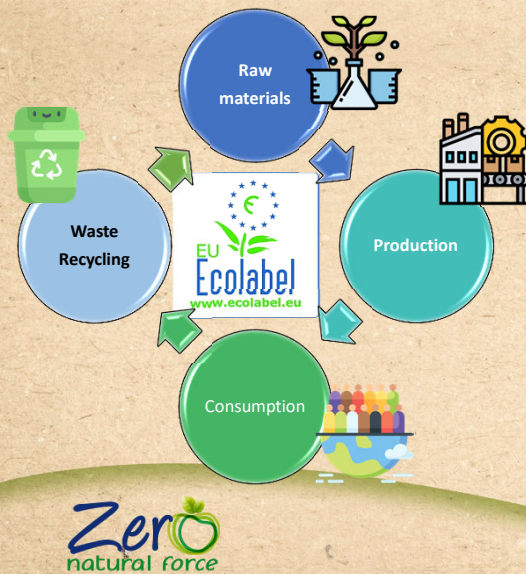 Raw
materials
Waste
Recycling
Production
EU
Ecolabel
www.ecolabel.eu
Consumption
Zero
natural force